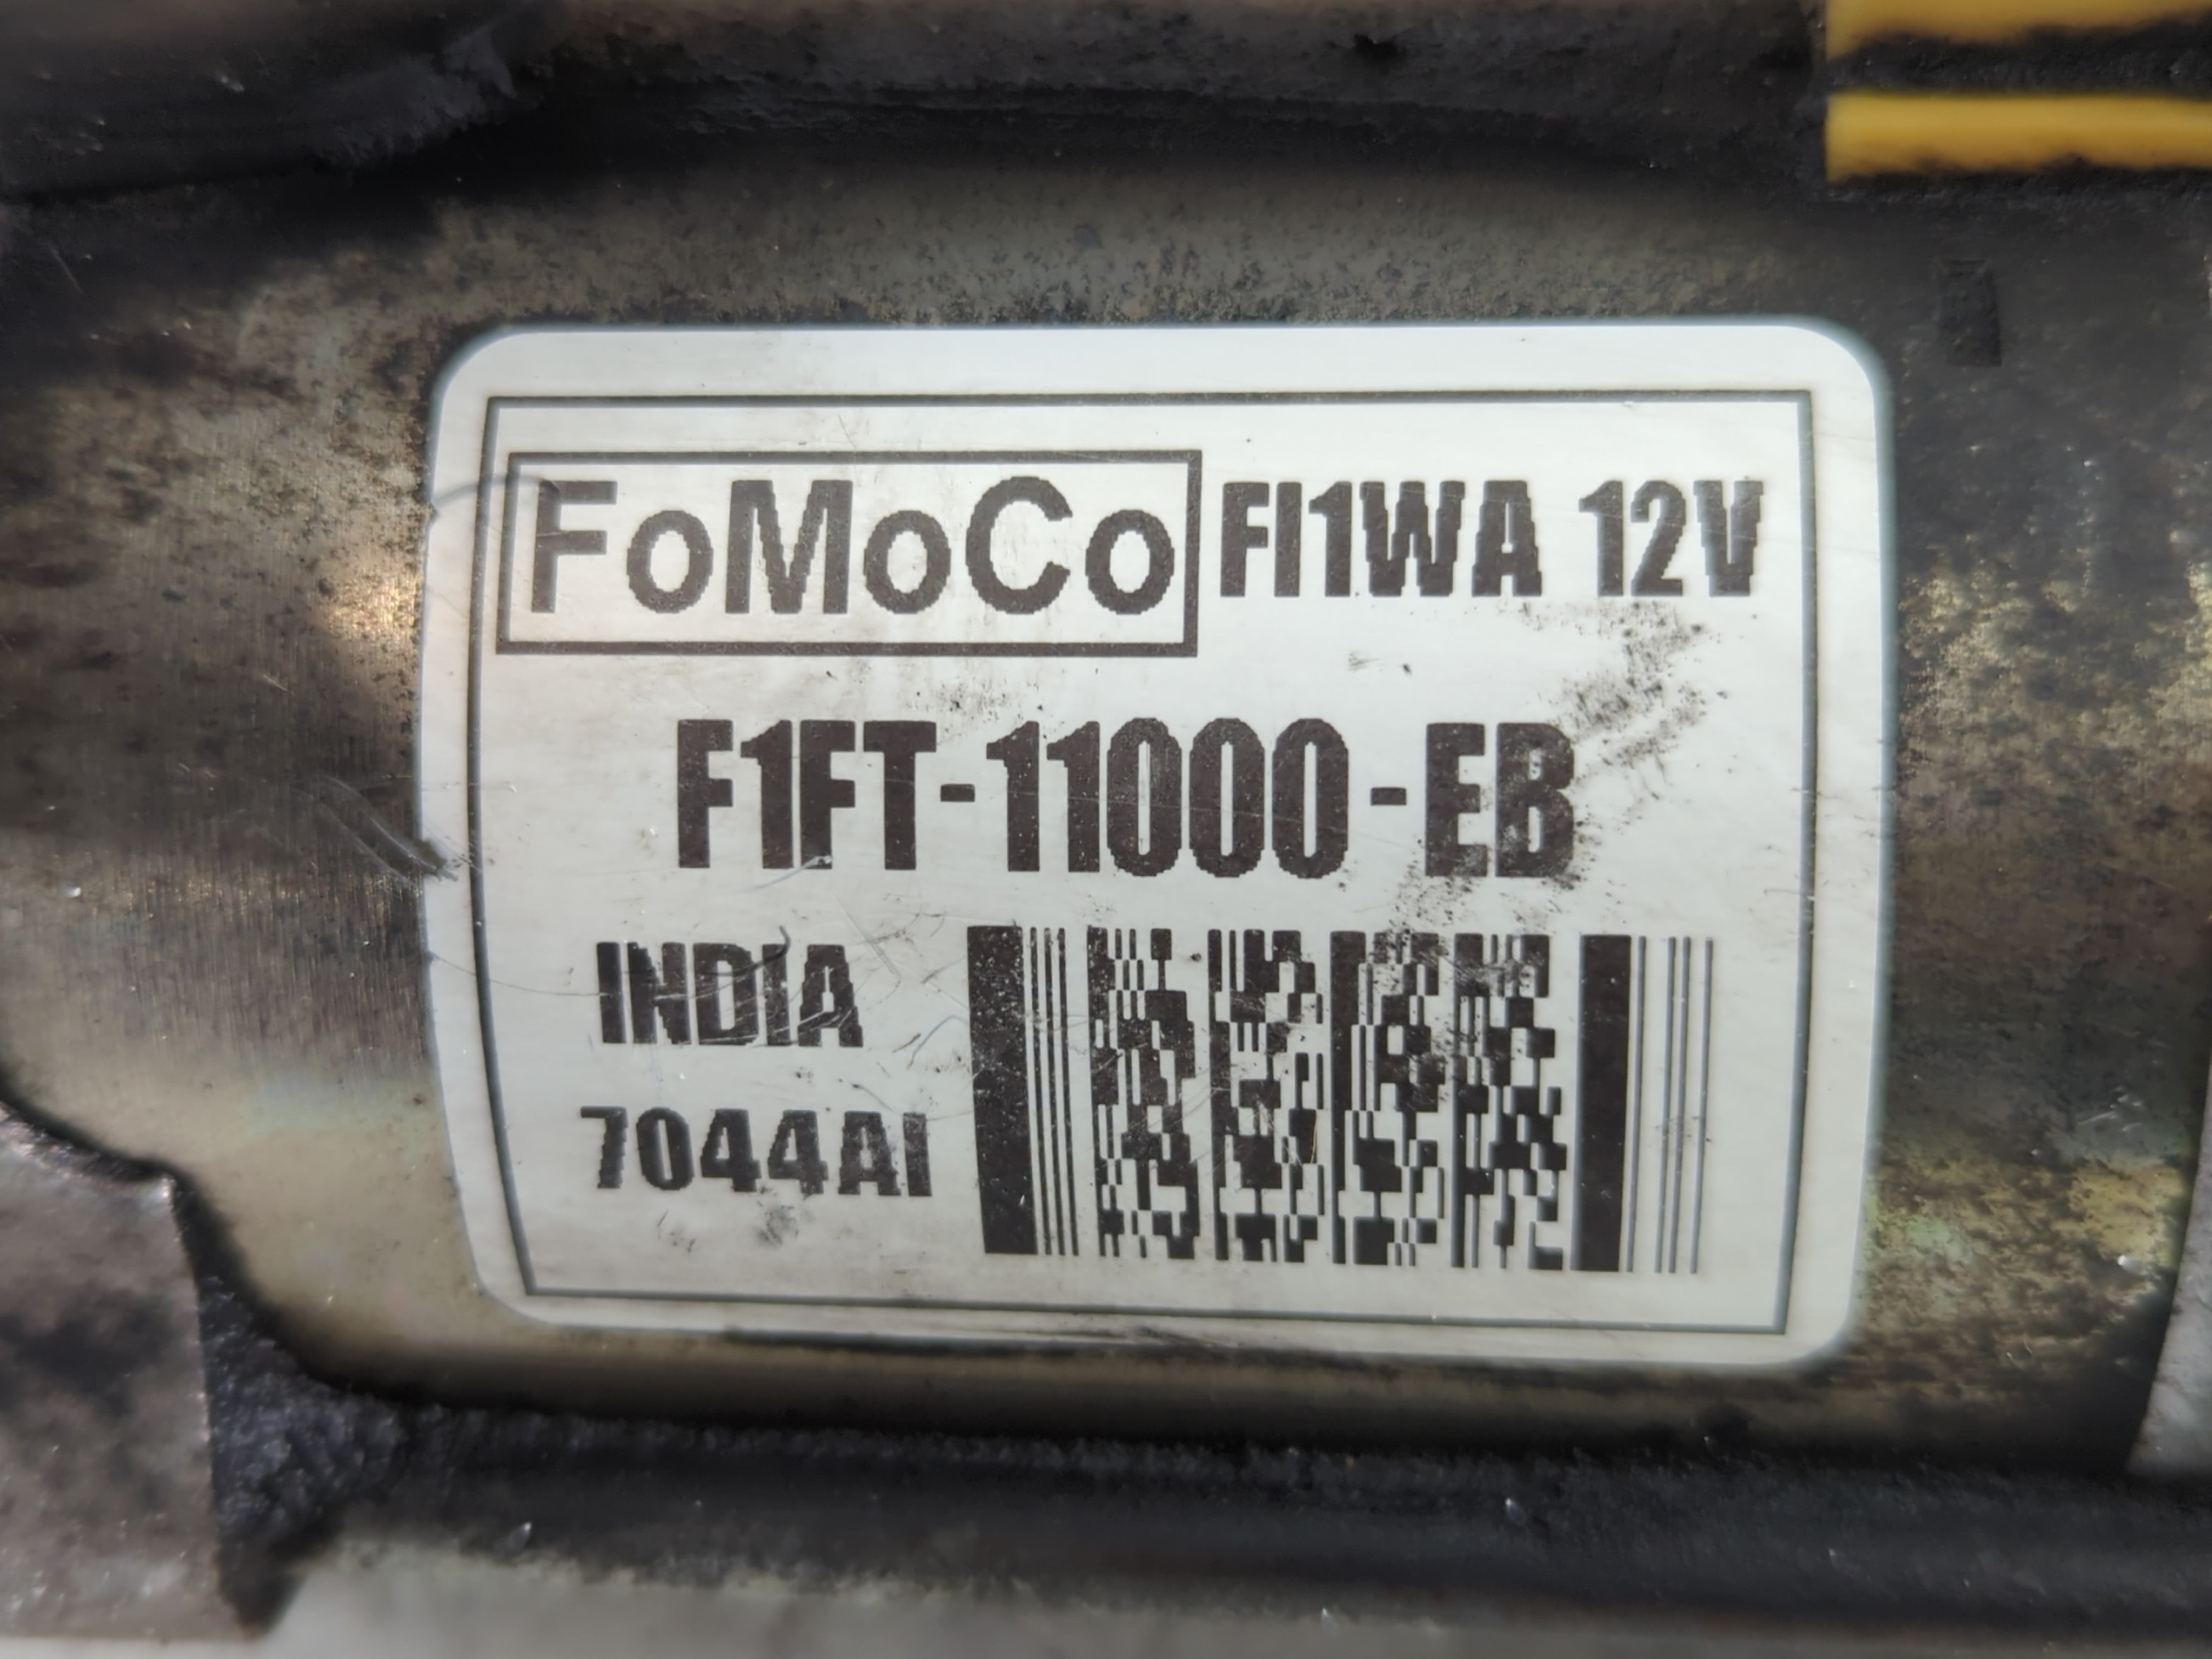 FoMoCo FI1WA 12V
F1FT-11000-EB
INDIA
7044AI